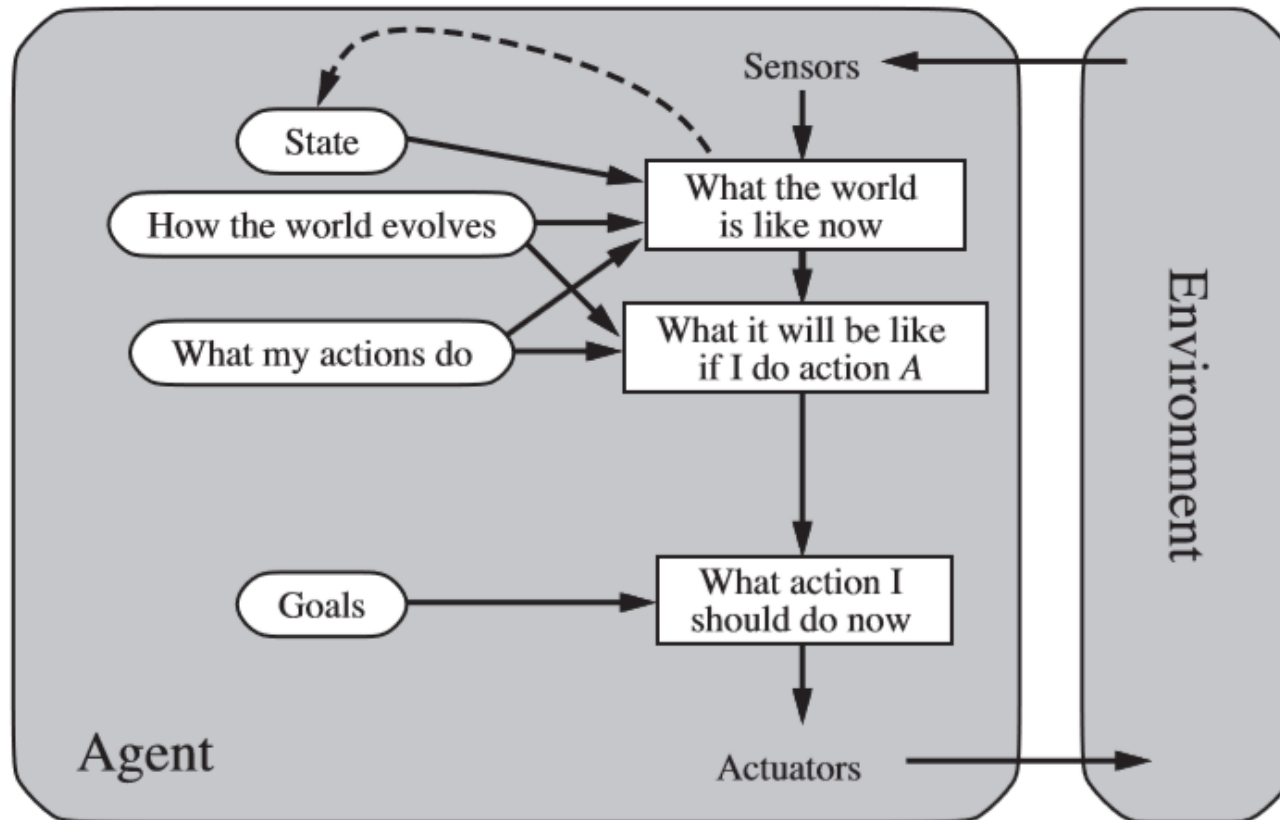 Sensors
State
What the world
is like now
How the world evolves
What it will be like
if I do action A
What my actions do
Environment
Goals
What action I
should do now
Agent
Actuators